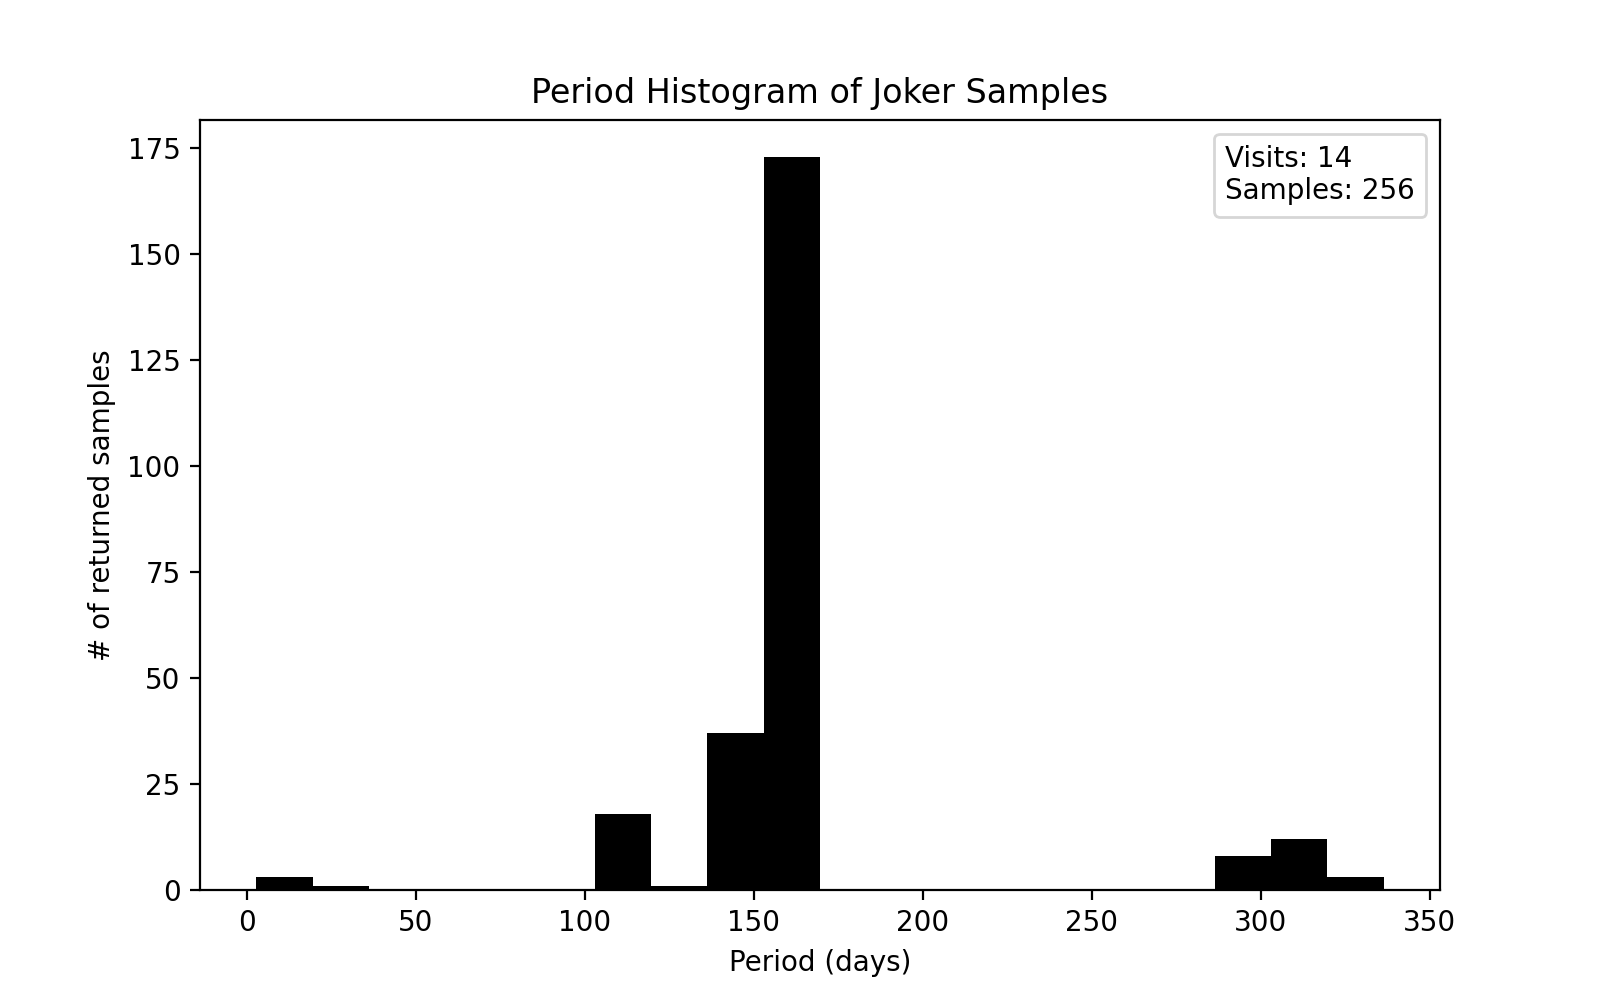 Period Histogram of Joker Samples
Visits: 14
Samples: 256
# of returned samples
175
150
125
100
75
50
25
0
0 50 100 150 200 250 300 350
Period (days)